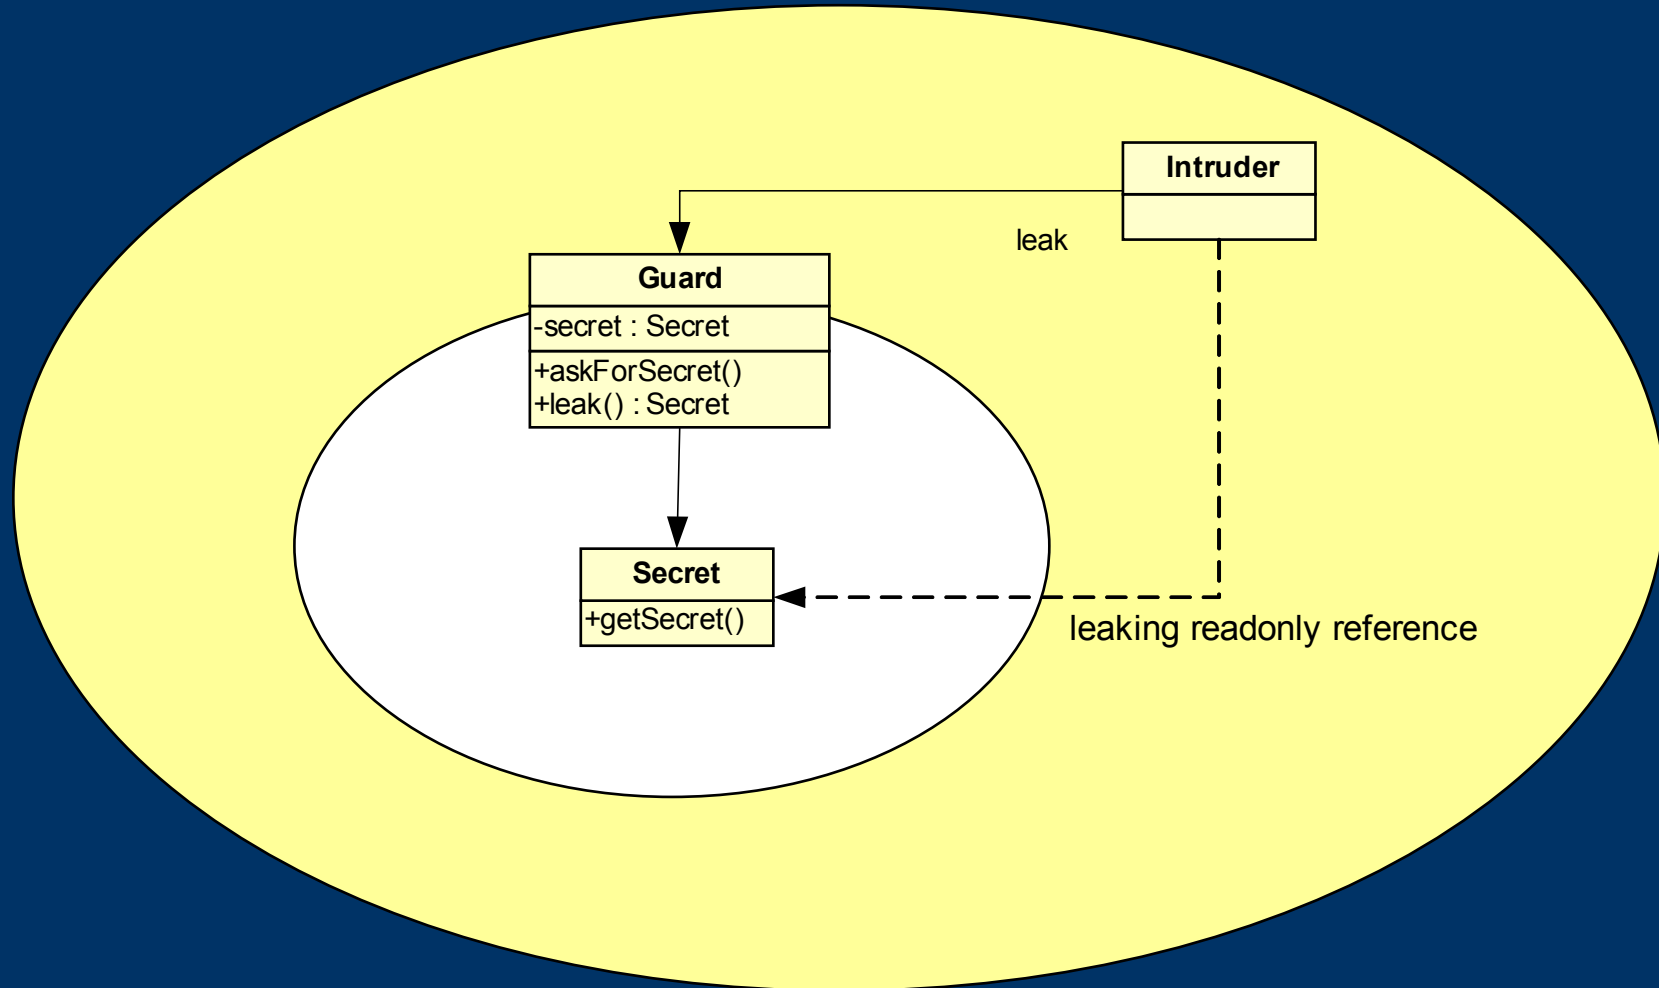 Intruder
leak
Guard
-secret : Secret
+askForSecret()
+leak() : Secret
Secret
+getSecret()
leaking readonly reference